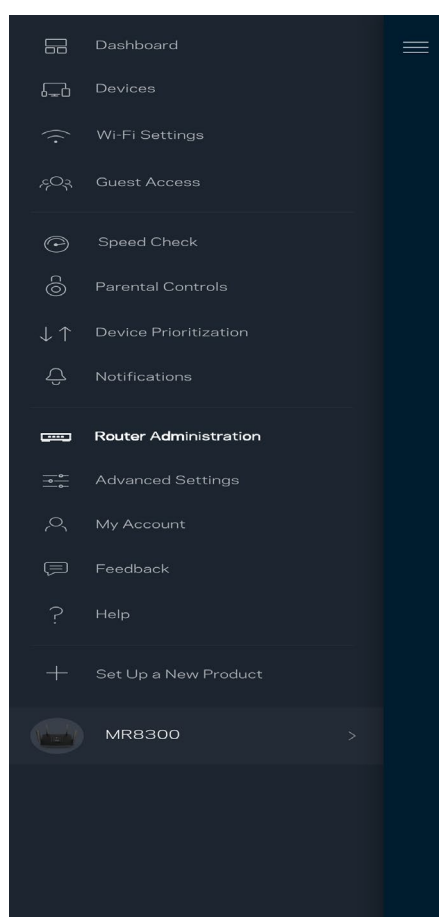 Dashboard
Devices
Wi-Fi Settings
Guest Access
Speed Check
Parental Controls
Device Prioritization
Notifications
Router Administration
Advanced Settings
My Account
Feedback
? Help
Set Up a New Product
MR8300 >